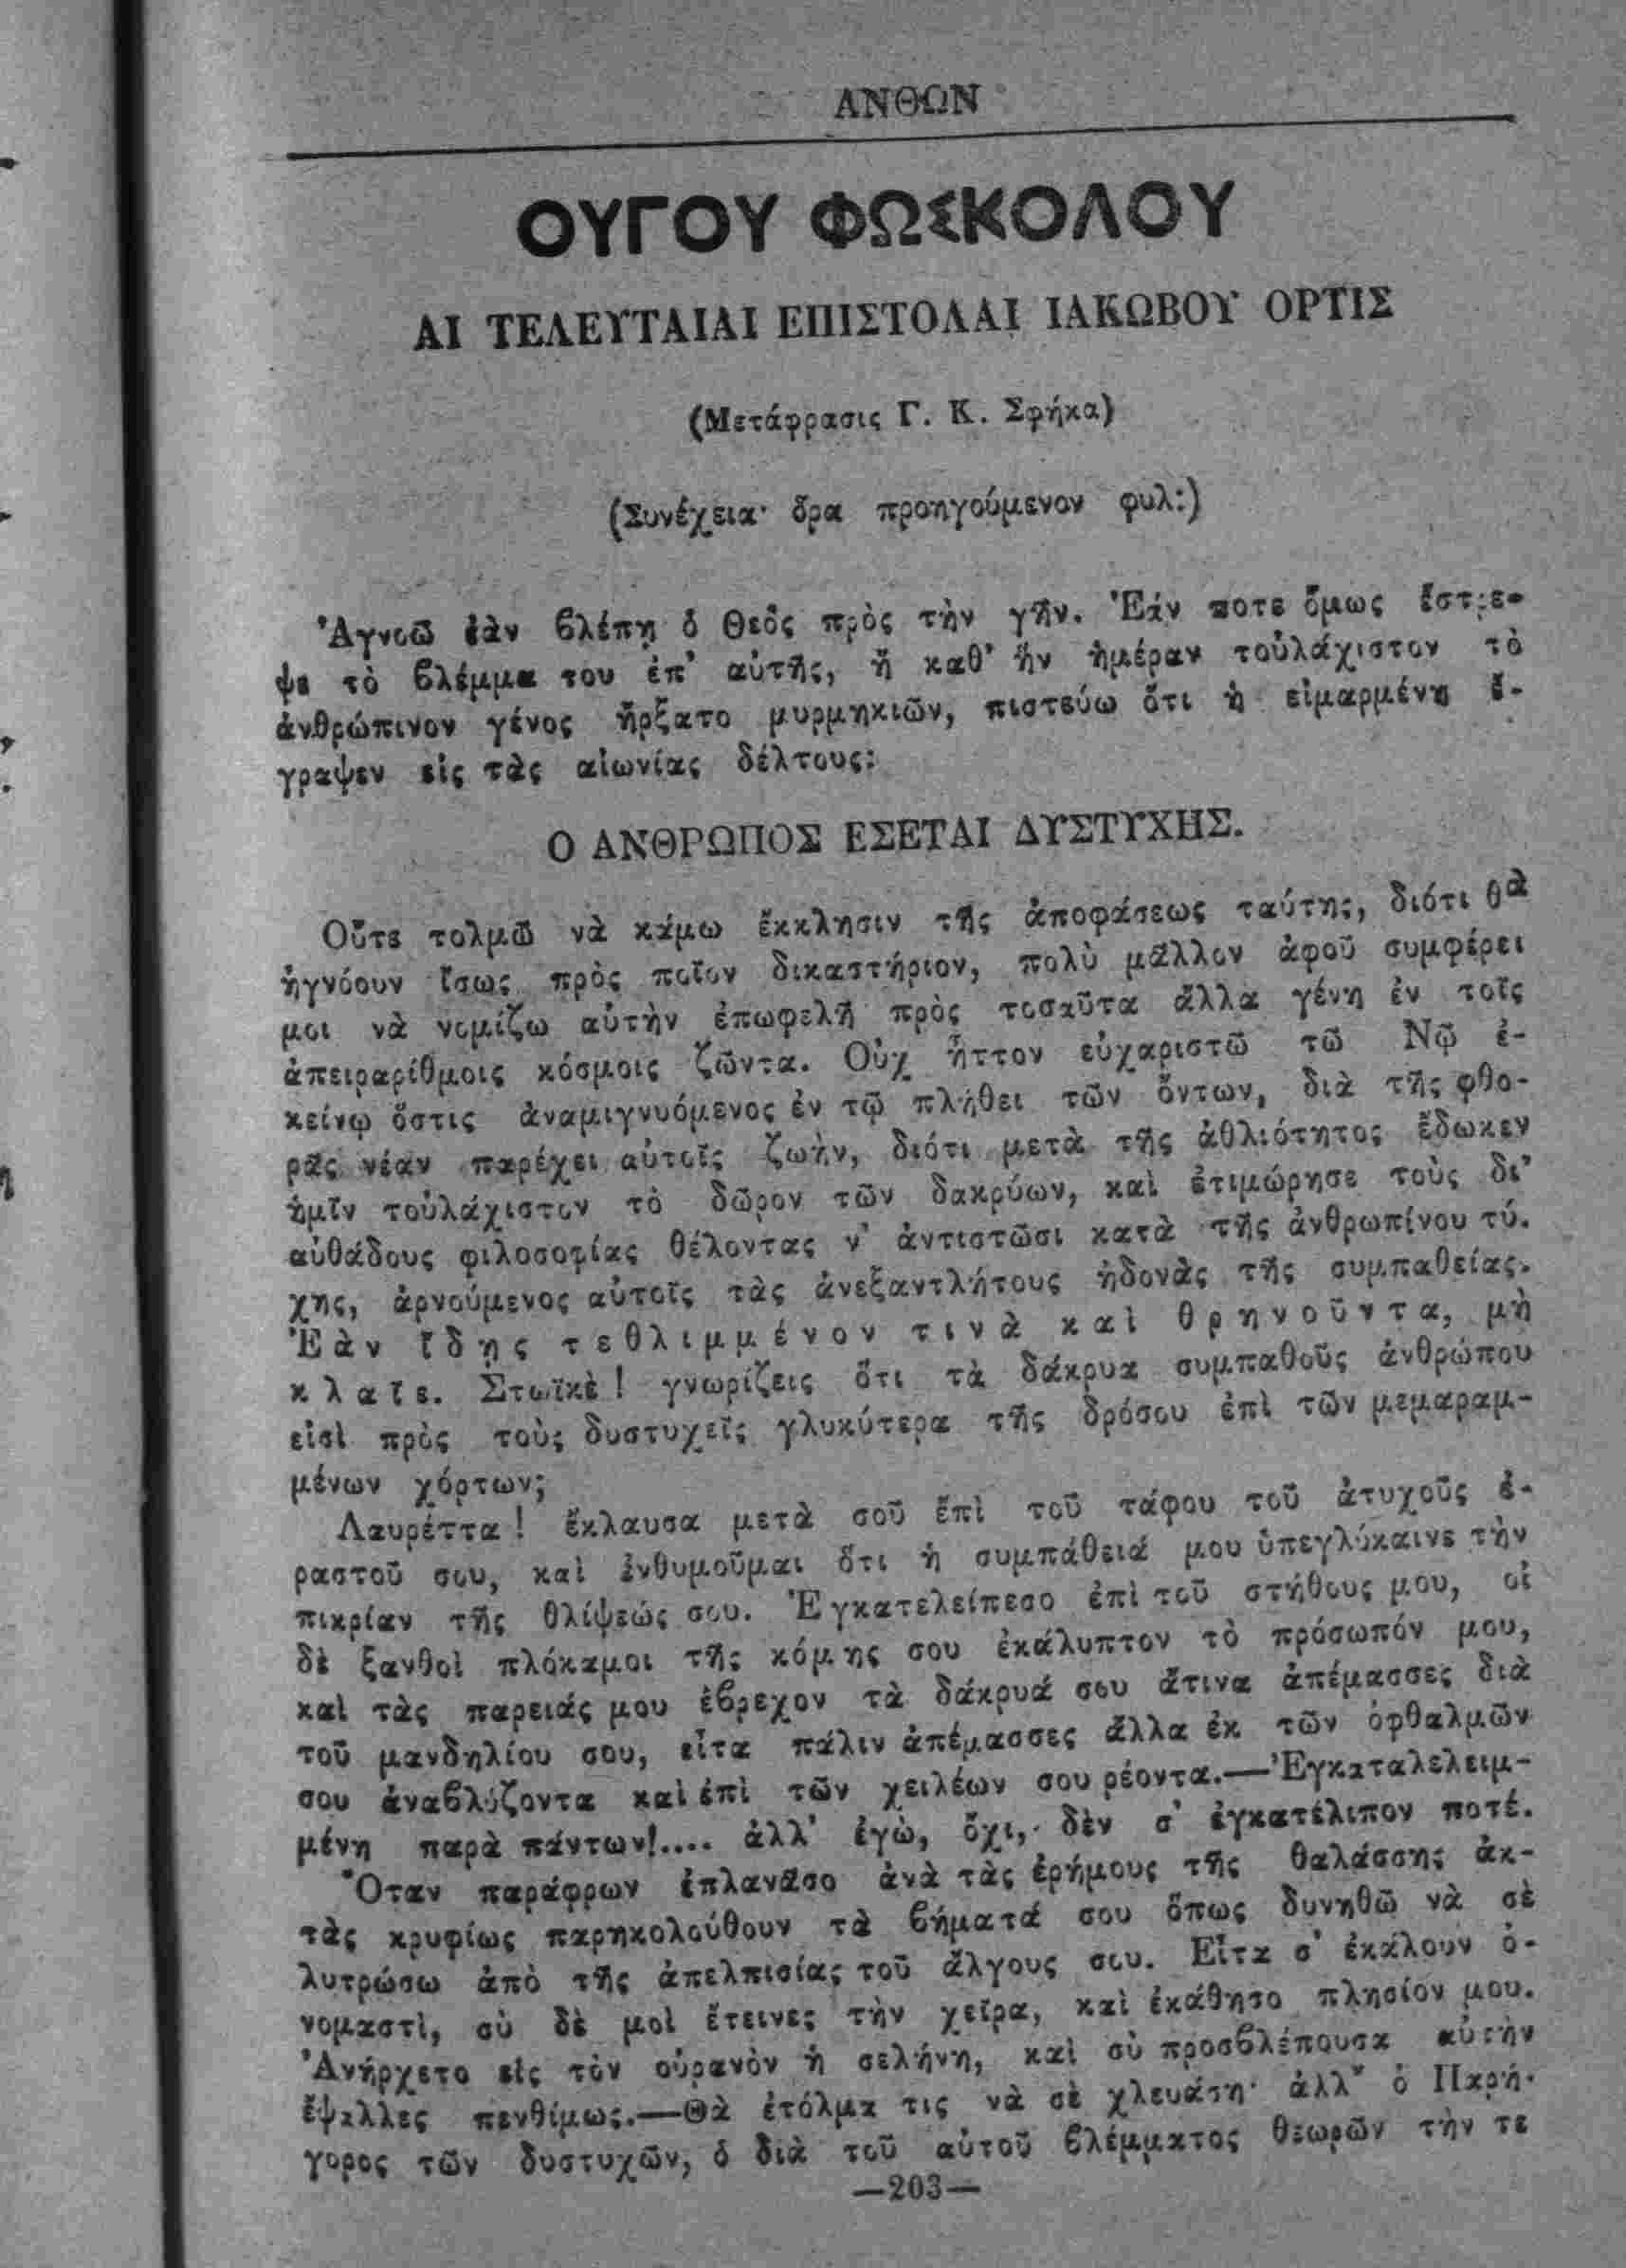 ΑΝΘΩΝ
ΟΥΓΟΥ ΦΩΣΚΟΛΟΥ
ΑΙ ΤΕΛΕΥΤΑΙΑΙ ΕΠΙΣΤΟΛΑΙ ΙΑΚΩΒΟΥ ΟΡΤΙΣ
(Μετάφρασις Γ. Κ. Σφήκα)
(Συνέχεια· ὅρα προηγούμενον φυλ:)
Ἀγνοῶ ἐὰν βλέπῃ ὁ Θεὸς πρὸς τὴν γῆν. Ἐάν ποτε ὅμως ἔστρε-
ψε τὸ βλέμμα του ἐπ' αὐτῆς, ἢ καθ' ἣν ἡμέραν τοὐλάχιστον τὸ
ἀνθρώπινον γένος ἤρξατο μυρμηκιῶν, πιστεύω ὅτι ἡ εἱμαρμένη ἔ-
γραψεν εἰς τὰς αἰωνίας δέλτους:
Ο ΑΝΘΡΩΠΟΣ ΕΣΕΤΑΙ ΔΥΣΤΥΧΗΣ.
Οὔτε τολμῶ νὰ κάμω ἔκκλησιν τῆς ἀποφάσεως ταύτης, διότι θὰ
ἠγνόουν ἴσως πρὸς ποῖον δικαστήριον, πολὺ μᾶλλον ἀφοῦ συμφέρει
μοι νὰ νομίζω αὐτὴν ἐπωφελῆ πρὸς τοσαῦτα ἄλλα γένη ἐν τοῖς
ἀπειραρίθμοις κόσμοις ζῶντα. Οὐχ ἧττον εὐχαριστῶ τῶ Νῷ ἐ-
κείνῳ ὅστις ἀναμιγνυόμενος ἐν τῷ πλήθει τῶν ὄντων, διὰ τῆς φθο-
ρᾶς νέαν παρέχει αὐτοῖς ζωὴν, διότι μετὰ τῆς ἀθλιότητος ἔδωκεν
ἡμῖν τοὐλάχιστον τὸ δῶρον τῶν δακρύων, καὶ ἐτιμώρησε τοὺς δι'
αὐθάδους φιλοσοφίας θέλοντας ν' ἀντιστῶσι κατὰ τῆς ἀνθρωπίνου τύ.
χης, ἀρνούμενος αὐτοῖς τὰς ἀνεξαντλήτους ἡδονὰς τῆς συμπαθείας.
Ἐὰν ἴδῃς τεθλιμμένον τινὰ καὶ θρηνοῦντα, μὴ
κλαῖε. Στωϊκὲ! γνωρίζεις ὅτι τὰ δάκρυα συμπαθοῦς ἀνθρώπου
εἰσὶ πρὸς τοὺς δυστυχεῖς γλυκύτερα τῆς δρόσου ἐπὶ τῶν μεμαραμ-
μένων χόρτων;
Λαυρέττα! ἔκλαυσα μετὰ σοῦ ἔπὶ τοῦ τάφου τοῦ ἀτυχοῦς ἐ-
ραστοῦ σου, καὶ ἐνθυμοῦμαι ὅτι ἡ συμπάθειά μου ὑπεγλύκαινε τὴν
πικρίαν τῆς θλίψεώς σου. Ἐγκατελείπεσο ἐπὶ τοῦ στήθους μου, οἱ
δὲ ξανθοὶ πλόκαμοι τῆς κόμης σου ἐκάλυπτον τὸ πρόσωπόν μου,
καὶ τὰς παρειάς μου ἔβρεχον τὰ δάκρυά σου ἅτινα ἀπέμασσες διὰ
τοῦ μανδηλίου σου, εἶτα πάλιν ἀπέμασσες ἄλλα ἐκ τῶν ὀφθαλμῶν
σου ἀναβλύζοντα καὶ ἐπὶ τῶν χειλέων σου ρέοντα.—Ἐγκαταλελειμ-
μένη παρὰ πάντων!.... ἀλλ' ἐγὼ, ὄχι, δὲν σ' ἐγκατέλιπον ποτέ.
Ὅταν παράφρων ἐπλανᾶσο ἀνὰ τὰς ἐρήμους τῆς θαλάσσης ἀκ-
τὰς κρυφίως παρηκολούθουν τὰ βήματά σου ὅπως δυνηθῶ νὰ σὲ
λυτρώσω ἀπὸ τῆς ἀπελπισίας τοῦ ἄλγους σου. Εἶτα σ' ἐκάλουν ὀ-
νομαστὶ, σὺ δὲ μοὶ ἔτεινες τὴν χεῖρα, καὶ ἐκάθησο πλησίον μου.
Ἀνήρχετο εἰς τὸν οὐρανὸν ἡ σελήνη, καὶ σὺ προσβλέπουσα αὐτὴν
ἔψαλλες πενθίμως.—Θὰ ἐτόλμα τις νὰ σὲ χλευάσῃ· ἀλλ' ὁ Παρή·
γορος τῶν δυστυχῶν, ὁ διὰ τοῦ αὐτοῦ βλέμματος θεωρῶν τὴν τε
—203—